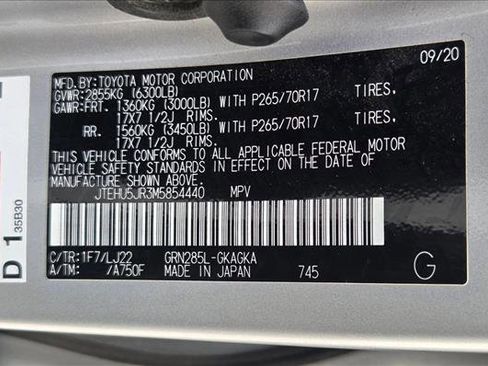 09/20
MFD. BY:TOYOTA MOTOR CORPORATION
GVWR:2855KG (6300LB)
GAWR:FRT. 1360KG (3000LB) WITH P265/70R17 TIRES,
17X7 1/2J RIMS.
RR. 1560KG (3450LB) WITH P265/70R17 TIRES,
17X7 1/2J RIMS.
THIS VEHICLE CONFORMS TO ALL APPLICABLE FEDERAL MOTOR
VEHICLE SAFETY STANDARDS IN EFFECT ON THE DATE OF
MANUFACTURE SHOWN ABOVE.
JTEHU5JR3M5854440 MPV
C/TR:1F7/LJ22 GRN285L-GKAGKA
A/TM: /A750F MADE IN JAPAN 745 G
D 1 35B30